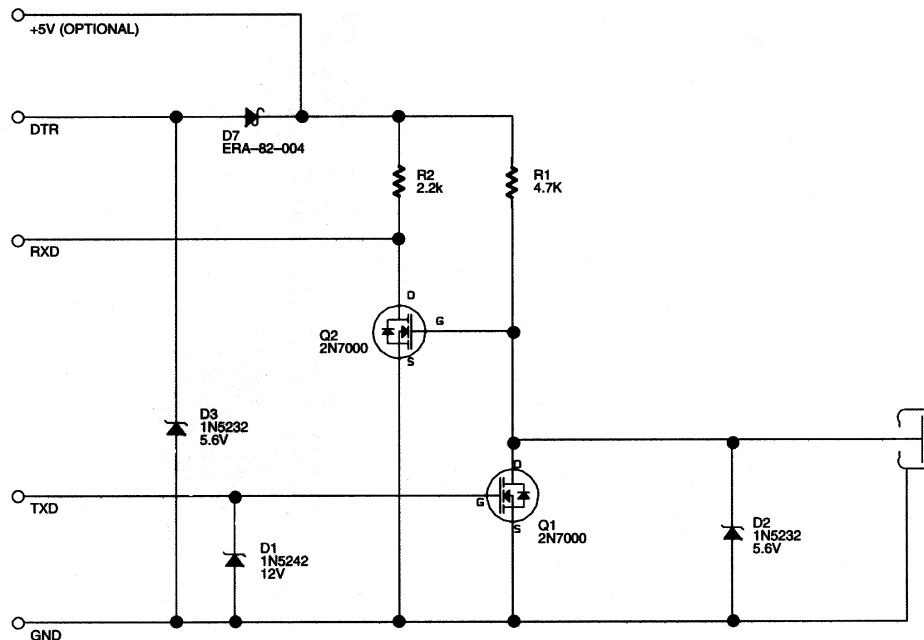 +5V (OPTIONAL)
DTR
D7
ERA-82-004
R2
2.2k
R1
4.7K
RXD
D
G
Q2
2N7000
S
D3
1N5232
5.6V
D
TXD
G
Q1
2N7000
S
D2
1N5232
5.6V
D1
1N5242
12V
GND